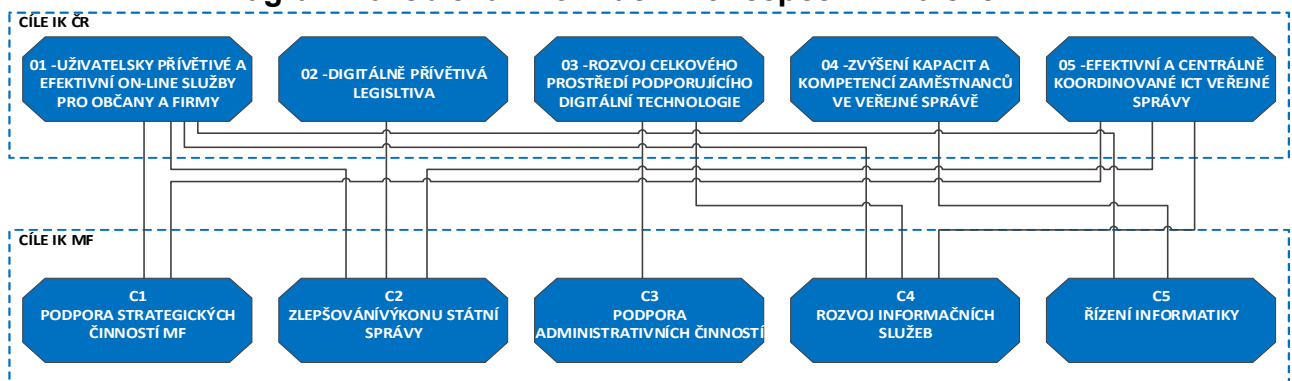 CÍLE IK ČR
01 -UŽIVATELSKY PŘÍVĚTIVÉ A
EFEKTIVNÍ ON-LINE SLUŽBY
PRO OBČANY A FIRMY
02 -DIGITÁLNĚ PŘÍVĚTIVÁ
LEGISLTIVA
03 -ROZVOJ CELKOVÉHO
PROSTŘEDÍ PODPORUJÍCÍHO
DIGITÁLNÍ TECHNOLOGIE
04 -ZVÝŠENÍ KAPACIT A
KOMPETENCÍ ZAMĚSTNANCŮ
VE VEŘEJNÉ SPRÁVĚ
05 -EFEKTIVNÍ A CENTRÁLNĚ
KOORDINOVANÉ ICT VEŘEJNÉ
SPRÁVY
CÍLE IK MF
C1
PODPORA STRATEGICKÝCH
ČINNOSTÍ MF
C2
ZLEPŠOVÁNÍVÝKONU STÁTNÍ
SPRÁVY
C3
PODPORA
ADMINISTRATIVNÍCH ČINNOSTÍ
C4
ROZVOJ INFORMAČNÍCH
SLUŽEB
C5
ŘÍZENÍ INFORMATIKY